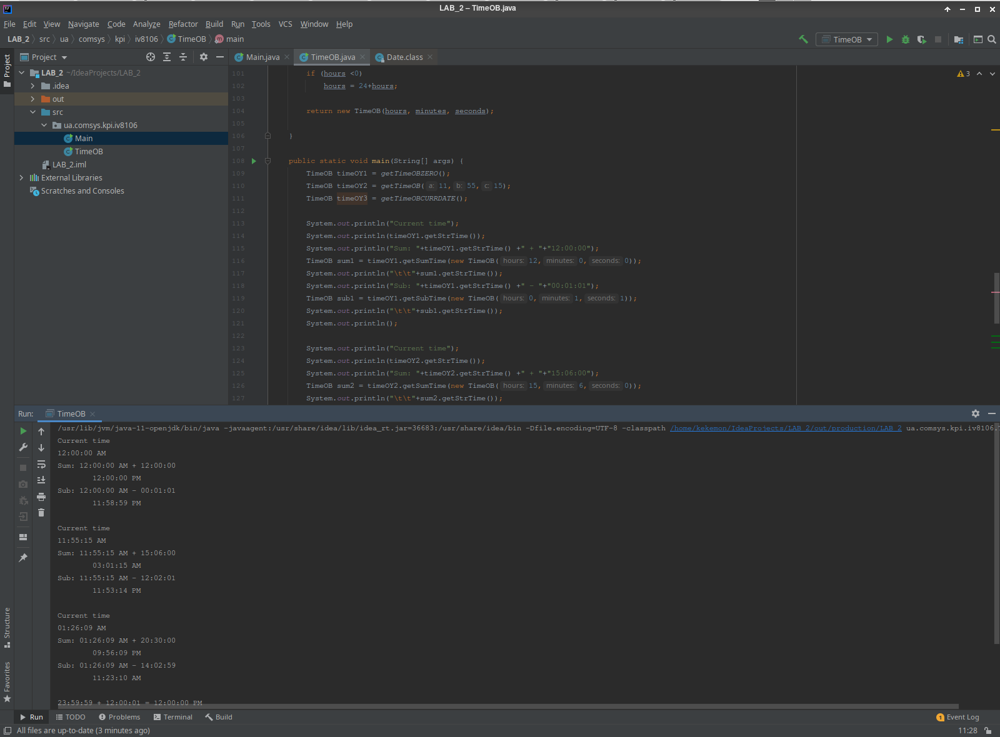 LAB_2 – TimeOB.java
File Edit View Navigate Code Analyze Refactor Build Run Tools VCS Window Help
LAB_2 src ua comsys kpi iv8106 TimeOB main
TimeOB
Project
Project
Main.java TimeOB.java Date.class
LAB_2 ~/IdeaProjects/LAB_2
.idea
out
src
ua.comsys.kpi.iv8106
Main
TimeOB
LAB_2.iml
External Libraries
Scratches and Consoles
3
101 if (hours <0)
102 hours = 24+hours;
103
104 return new TimeOB(hours, minutes, seconds);
105
106 }
107
108 public static void main(String[] args) {
109 TimeOB timeOY1 = getTimeOBZERO();
110 TimeOB timeOY2 = getTimeOB( a: 11, b: 55, c: 15);
111 TimeOB timeOY3 = getTimeOBCURRDATE();
112
113 System.out.println("Current time");
114 System.out.println(timeOY1.getStrTime());
115 System.out.println("Sum: "+timeOY1.getStrTime() +" + "+"12:00:00");
116 TimeOB sum1 = timeOY1.getSumTime(new TimeOB( hours: 12, minutes: 0, seconds: 0));
117 System.out.println("\t\t"+sum1.getStrTime());
118 System.out.println("Sub: "+timeOY1.getStrTime() +" - "+"00:01:01");
119 TimeOB sub1 = timeOY1.getSubTime(new TimeOB( hours: 0, minutes: 1, seconds: 1));
120 System.out.println("\t\t"+sub1.getStrTime());
121 System.out.println();
122
123 System.out.println("Current time");
124 System.out.println(timeOY2.getStrTime());
125 System.out.println("Sum: "+timeOY2.getStrTime() +" + "+"15:06:00");
126 TimeOB sum2 = timeOY2.getSumTime(new TimeOB( hours: 15, minutes: 6, seconds: 0));
127 System.out.println("\t\t"+sum2.getStrTime());
Run: TimeOB
/usr/lib/jvm/java-11-openjdk/bin/java -javaagent:/usr/share/idea/lib/idea_rt.jar=36683:/usr/share/idea/bin -Dfile.encoding=UTF-8 -classpath /home/kekemon/IdeaProjects/LAB_2/out/production/LAB_2 ua.comsys.kpi.iv8106.
Current time
12:00:00 AM
Sum: 12:00:00 AM + 12:00:00
12:00:00 PM
Sub: 12:00:00 AM - 00:01:01
11:58:59 PM
Current time
11:55:15 AM
Sum: 11:55:15 AM + 15:06:00
03:01:15 AM
Sub: 11:55:15 AM - 12:02:01
11:53:14 PM
Current time
01:26:09 AM
Sum: 01:26:09 AM + 20:30:00
09:56:09 PM
Sub: 01:26:09 AM - 14:02:59
11:23:10 AM
23:59:59 + 12:00:01 = 12:00:00 PM
Structure
Favorites
Run TODO Problems Terminal Build
1 Event Log
All files are up-to-date (3 minutes ago)
11:28